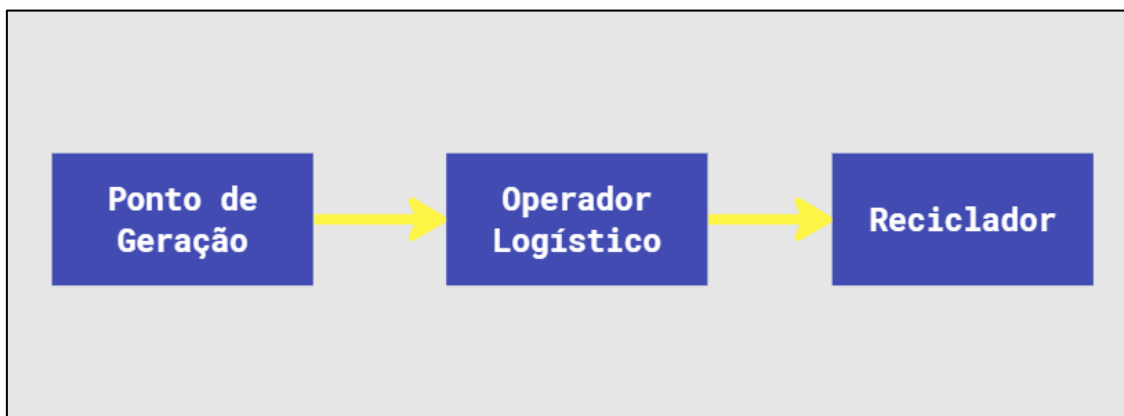 Ponto de
Geração
Operador
Logístico
Reciclador